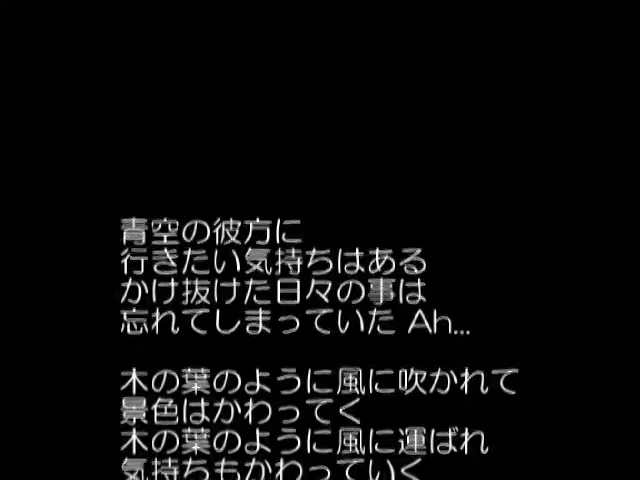 青空の彼方に
行きたい気持ちはある
かけ抜けた日々の事は
忘れてしまっていた Ah...
木の葉のように風に吹かれて
景色はかわってく
木の葉のように風に運ばれ
気持ちもかわっていく